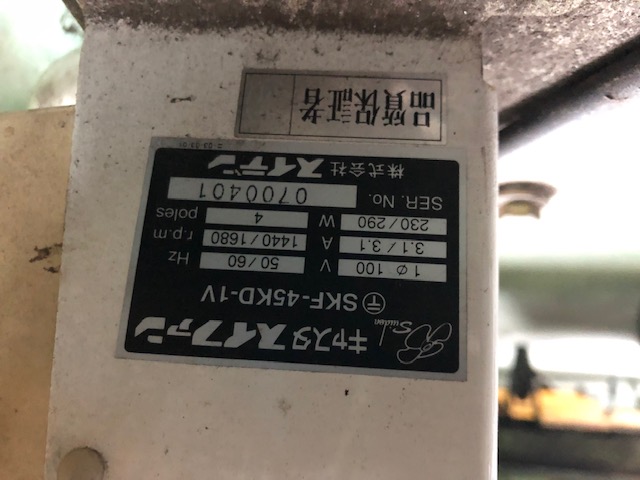 Suiden
キャスタスイファン
SKF-45KD-1V
1φ 100 V 50/60 Hz
3.1/3.1 A 1440/1680 r.p.m
230/290 W 4 poles
SER. No. 0700401
株式会社 スイデン
品質保証者